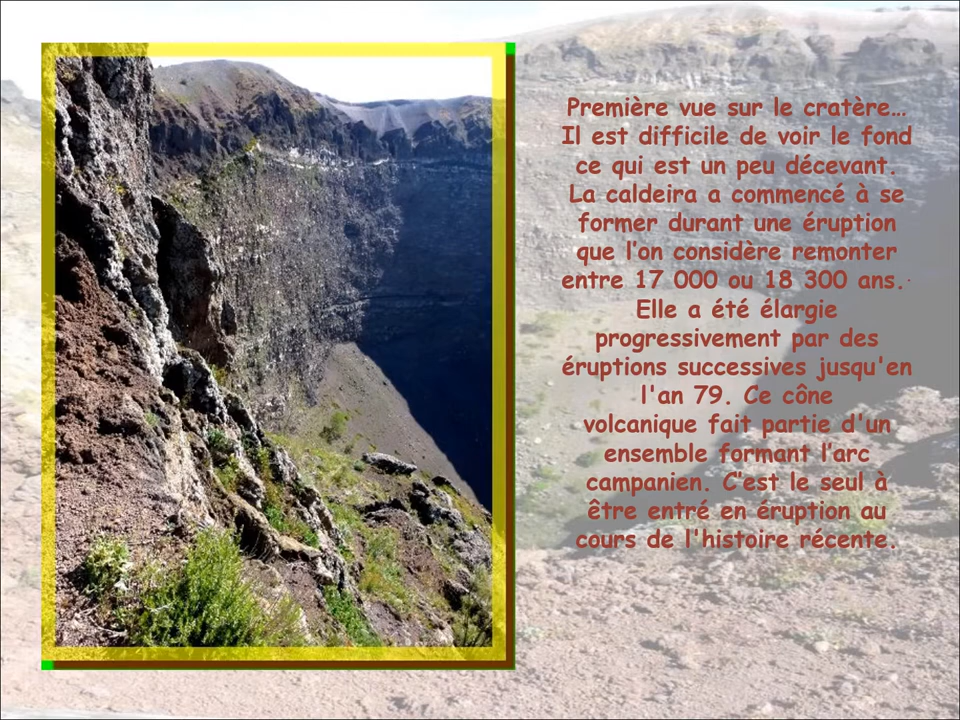 Première vue sur le cratère…
Il est difficile de voir le fond
ce qui est un peu décevant.
La caldeira a commencé à se
former durant une éruption
que l’on considère remonter
entre 17 000 ou 18 300 ans..
Elle a été élargie
progressivement par des
éruptions successives jusqu'en
l'an 79. Ce cône
volcanique fait partie d'un
ensemble formant l’arc
campanien. C’est le seul à
être entré en éruption au
cours de l'histoire récente.